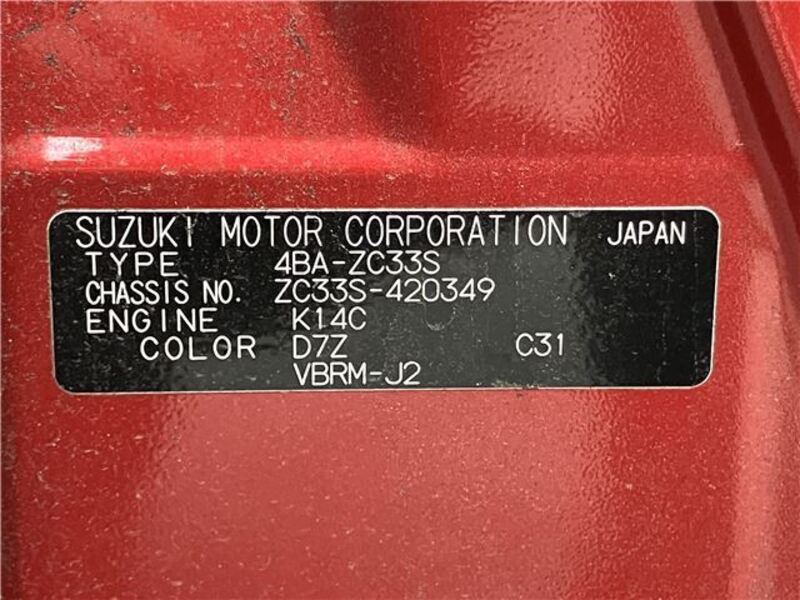 SUZUKI MOTOR CORPORATION JAPAN
TYPE 4BA-ZC33S
CHASSIS NO. ZC33S-420349
ENGINE K14C
COLOR D7Z C31
VBRM-J2